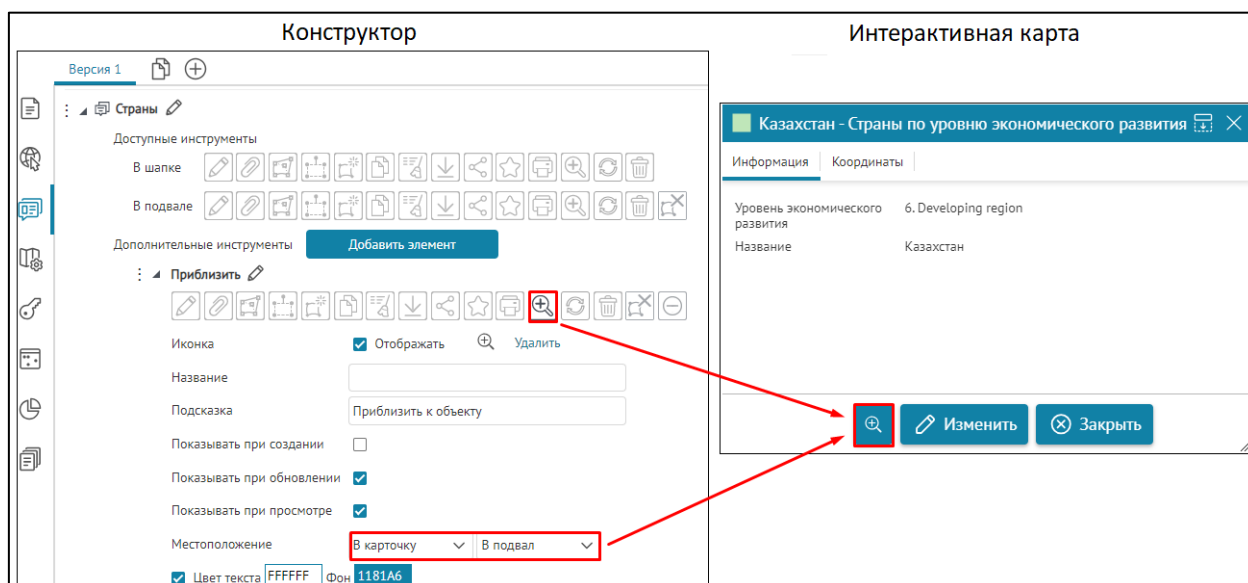 Конструктор
Версия 1
Страны
Доступные инструменты
В шапке
В подвале
Дополнительные инструменты
Добавить элемент
Приблизить
Иконка
Отображать
Удалить
Название
Подсказка
Приблизить к объекту
Показывать при создании
Показывать при обновлении
Показывать при просмотре
Местоположение
В карточку
В подвал
Цвет текста
FFFFFF
Фон
1181A6
Интерактивная карта
Казахстан - Страны по уровню экономического развития
Информация
Координаты
Уровень экономического
развития
6. Developing region
Название
Казахстан
Изменить
Закрыть